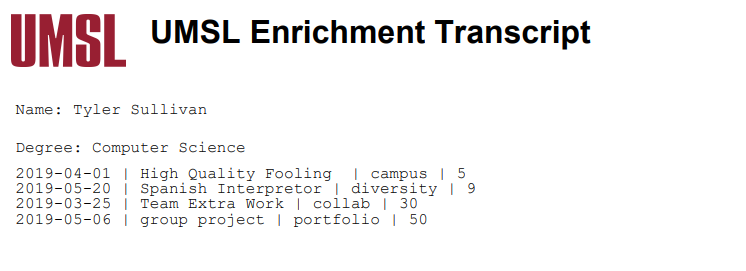 UMSL UMSL Enrichment Transcript
Name: Tyler Sullivan
Degree: Computer Science
2019-04-01 | High Quality Fooling | campus | 5
2019-05-20 | Spanish Interpretor | diversity | 9
2019-03-25 | Team Extra Work | collab | 30
2019-05-06 | group project | portfolio | 50